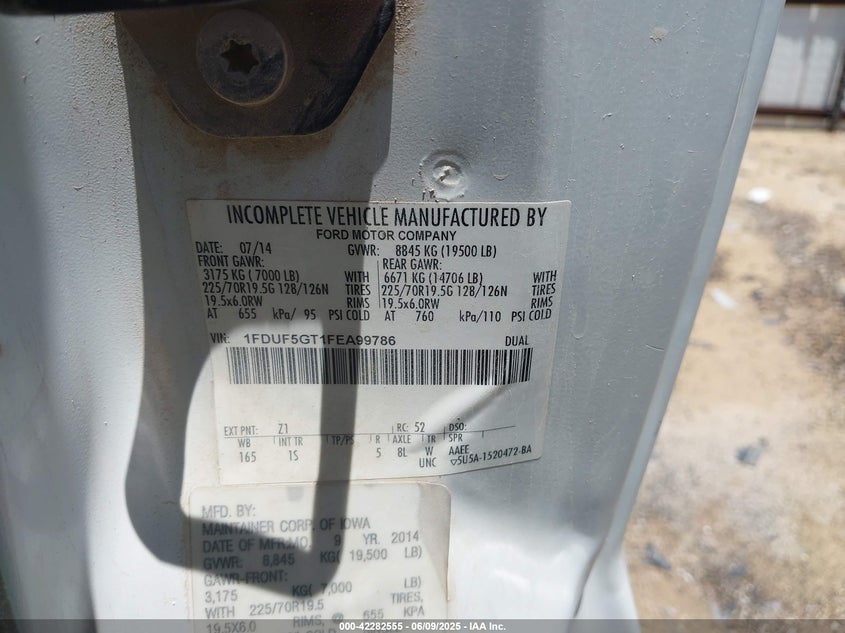 INCOMPLETE VEHICLE MANUFACTURED BY
FORD MOTOR COMPANY
DATE: 07/14 GVWR: 8845 KG (19500 LB)
FRONT GAWR: REAR GAWR:
3175 KG ( 7000 LB) WITH 6671 KG (14706 LB) WITH
225/70R19.5G 128/126N TIRES 225/70R19.5G 128/126N TIRES
19.5x6.0RW RIMS 19.5x6.0RW RIMS
AT 655 kPa/ 95 PSI COLD AT 760 kPa/110 PSI COLD
VIN: 1FDUF5GT1FEA99786 DUAL
EXT PNT: Z1 RC: 52 DSO:
WB INT TR TP/PS R AXLE TR SPR
165 1S 5 8L W AAEE
UNC ▽5U5A-1520472-BA
MFD. BY:
MAINTAINER CORP. OF IOWA
DATE OF MFR:MO. 9 YR. 2014
GVWR: 8,845 KG( 19,500 LB)
GAWR-FRONT:
3,175 KG( 7,000 LB)
WITH 225/70R19.5 TIRES,
19.5X6.0 RIMS, @ 655 KPA
000-42282555 - 06/09/2025 - IAA Inc.